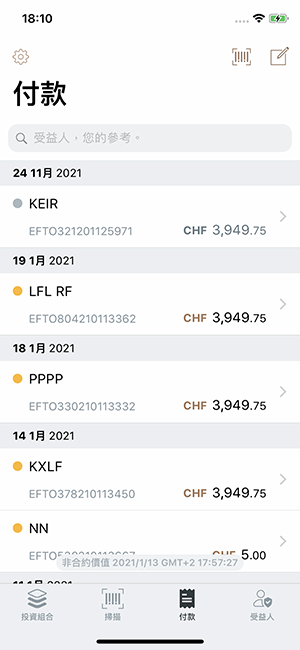 18:10
付款
受益人，您的參考。
24 11月 2021
KEIR
EFTO321201125971
CHF 3,949.75
19 1月 2021
LFL RF
EFTO804210113362
CHF 3,949.75
18 1月 2021
PPPP
EFTO330210113332
CHF 3,949.75
14 1月 2021
KXLF
EFTO378210113450
CHF 3,949.75
NN
CHF 5.00
非合約價值 2021/1/13 GMT+2 17:57:27
11 1月 2021
投資組合
掃描
付款
受益人